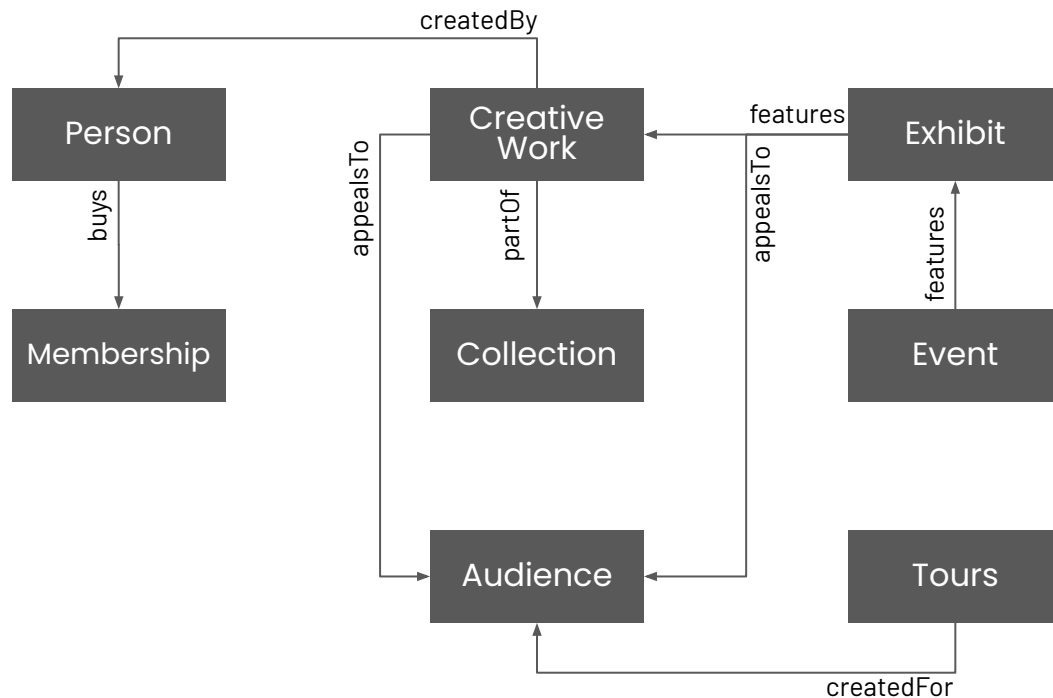 createdBy
Person
Creative
Work
features
Exhibit
buys
appealsTo
partOf
appealsTo
features
Membership
Collection
Event
Audience
Tours
createdFor